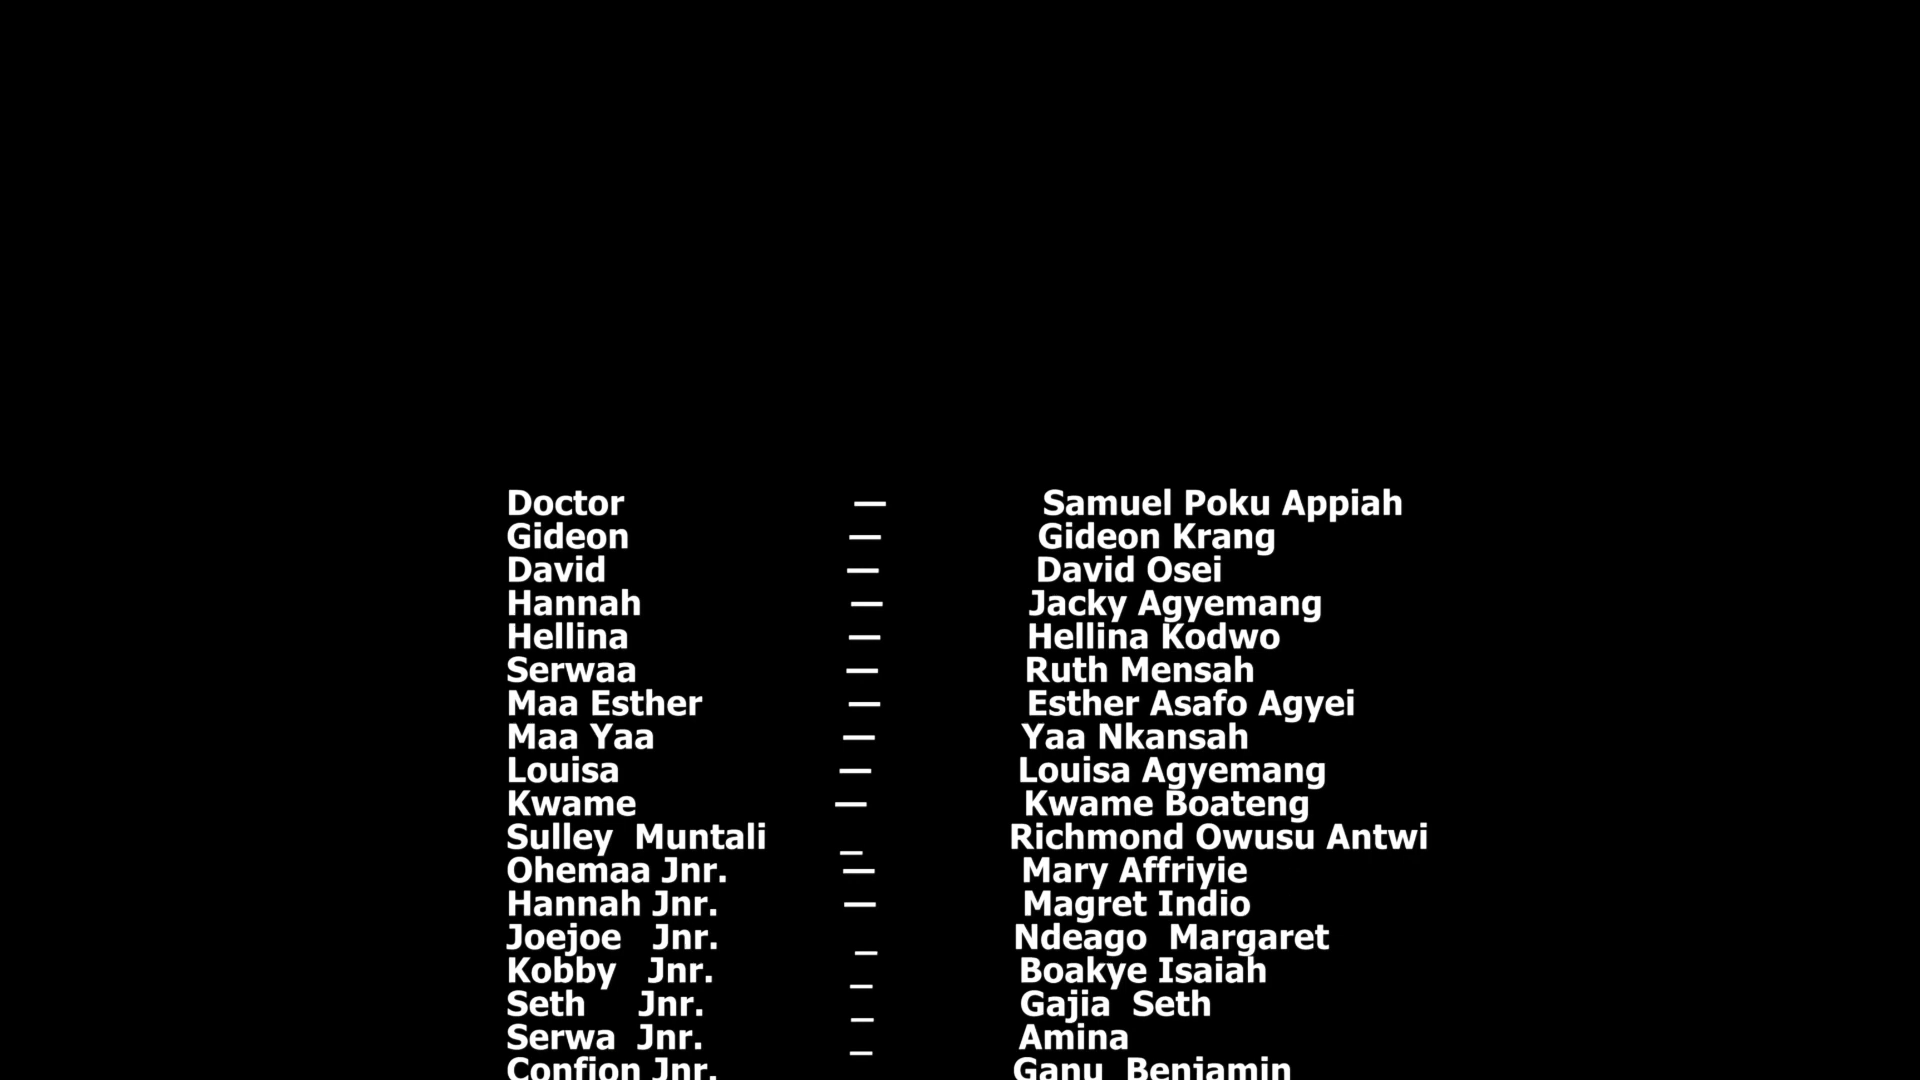 Doctor — Samuel Poku Appiah
Gideon — Gideon Krang
David — David Osei
Hannah — Jacky Agyemang
Hellina — Hellina Kodwo
Serwaa — Ruth Mensah
Maa Esther — Esther Asafo Agyei
Maa Yaa — Yaa Nkansah
Louisa — Louisa Agyemang
Kwame — Kwame Boateng
Sulley Muntali _ Richmond Owusu Antwi
Ohemaa Jnr. — Mary Affriyie
Hannah Jnr. — Magret Indio
Joejoe Jnr. _ Ndeago Margaret
Kobby Jnr. _ Boakye Isaiah
Seth Jnr. _ Gajia Seth
Serwa Jnr. _ Amina
Confion Jnr. Ganu Benjamin